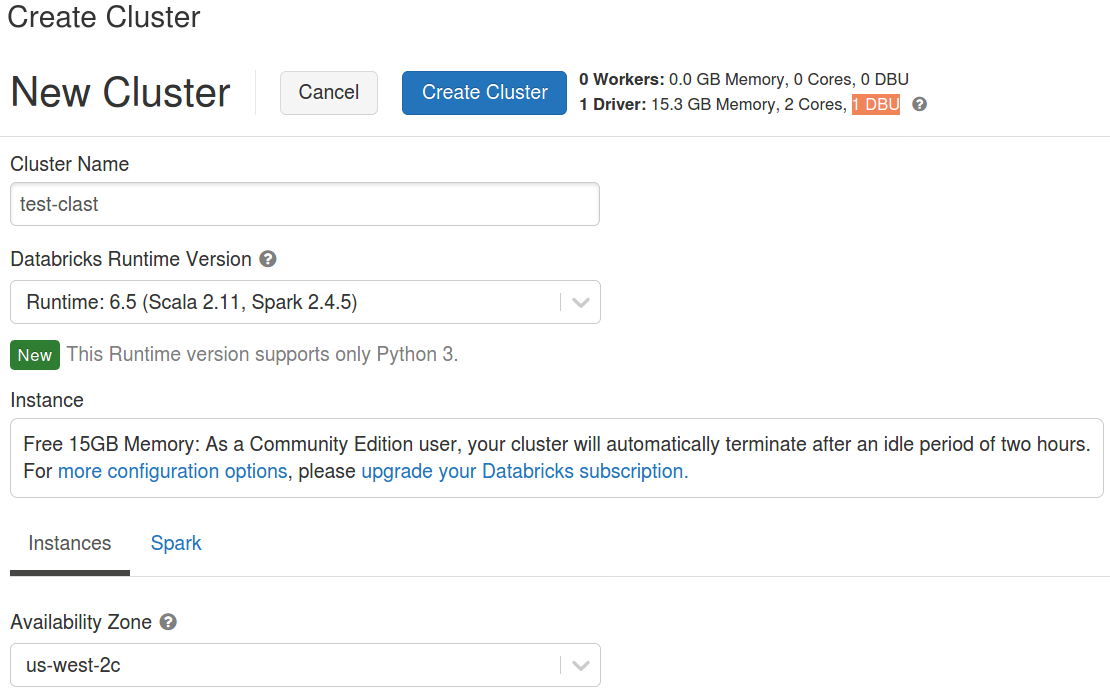 Create Cluster
New Cluster
Cancel
Create Cluster
0 Workers: 0.0 GB Memory, 0 Cores, 0 DBU
1 Driver: 15.3 GB Memory, 2 Cores, 1 DBU ?
Cluster Name
test-clast
Databricks Runtime Version ?
Runtime: 6.5 (Scala 2.11, Spark 2.4.5)
New This Runtime version supports only Python 3.
Instance
Free 15GB Memory: As a Community Edition user, your cluster will automatically terminate after an idle period of two hours.
For more configuration options, please upgrade your Databricks subscription.
Instances
Spark
Availability Zone ?
us-west-2c